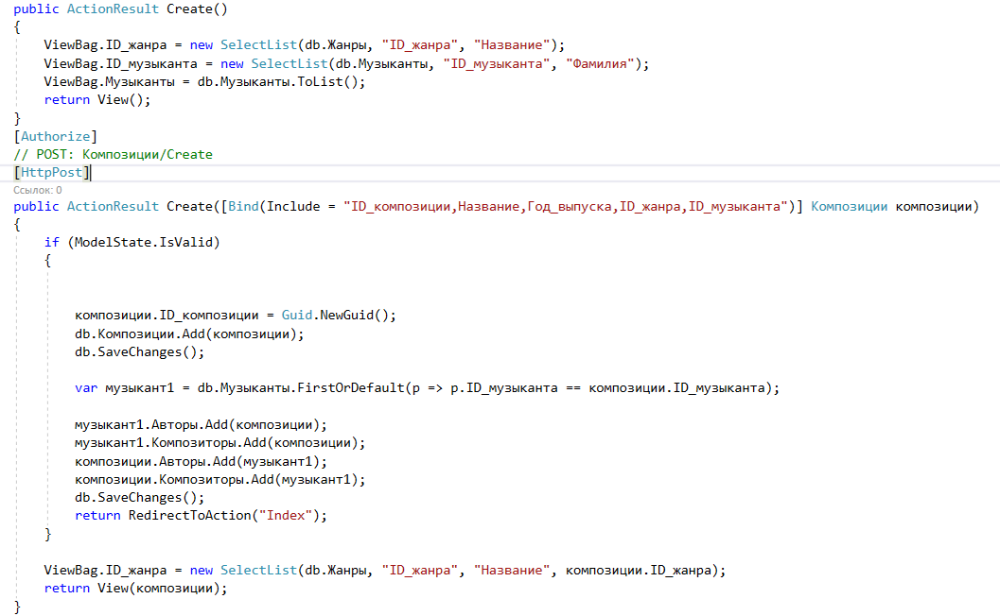 public ActionResult Create()
{
ViewBag.ID_жанра = new SelectList(db.Жанры, "ID_жанра", "Название");
ViewBag.ID_музыканта = new SelectList(db.Музыканты, "ID_музыканта", "Фамилия");
ViewBag.Музыканты = db.Музыканты.ToList();
return View();
}
[Authorize]
// POST: Композиции/Create
[HttpPost]
Ссылок: 0
public ActionResult Create([Bind(Include = "ID_композиции,Название,Год_выпуска,ID_жанра,ID_музыканта")] Композиции композиции)
{
if (ModelState.IsValid)
{
композиции.ID_композиции = Guid.NewGuid();
db.Композиции.Add(композиции);
db.SaveChanges();
var музыкант1 = db.Музыканты.FirstOrDefault(p => p.ID_музыканта == композиции.ID_музыканта);
музыкант1.Авторы.Add(композиции);
музыкант1.Композиторы.Add(композиции);
композиции.Авторы.Add(музыкант1);
композиции.Композиторы.Add(музыкант1);
db.SaveChanges();
return RedirectToAction("Index");
}
ViewBag.ID_жанра = new SelectList(db.Жанры, "ID_жанра", "Название", композиции.ID_жанра);
return View(композиции);
}